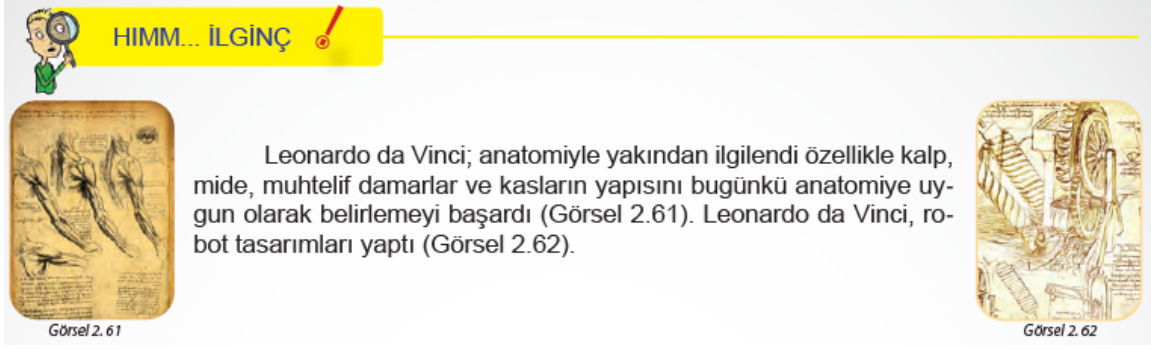 HIMM... İLGİNÇ
Leonardo da Vinci; anatomiyle yakından ilgilendi özellikle kalp,
mide, muhtelif damarlar ve kasların yapısını bugünkü anatomiye uy-
gun olarak belirlemeyi başardı (Görsel 2.61). Leonardo da Vinci, ro-
bot tasarımları yaptı (Görsel 2.62).
Görsel 2. 61
Görsel 2. 62